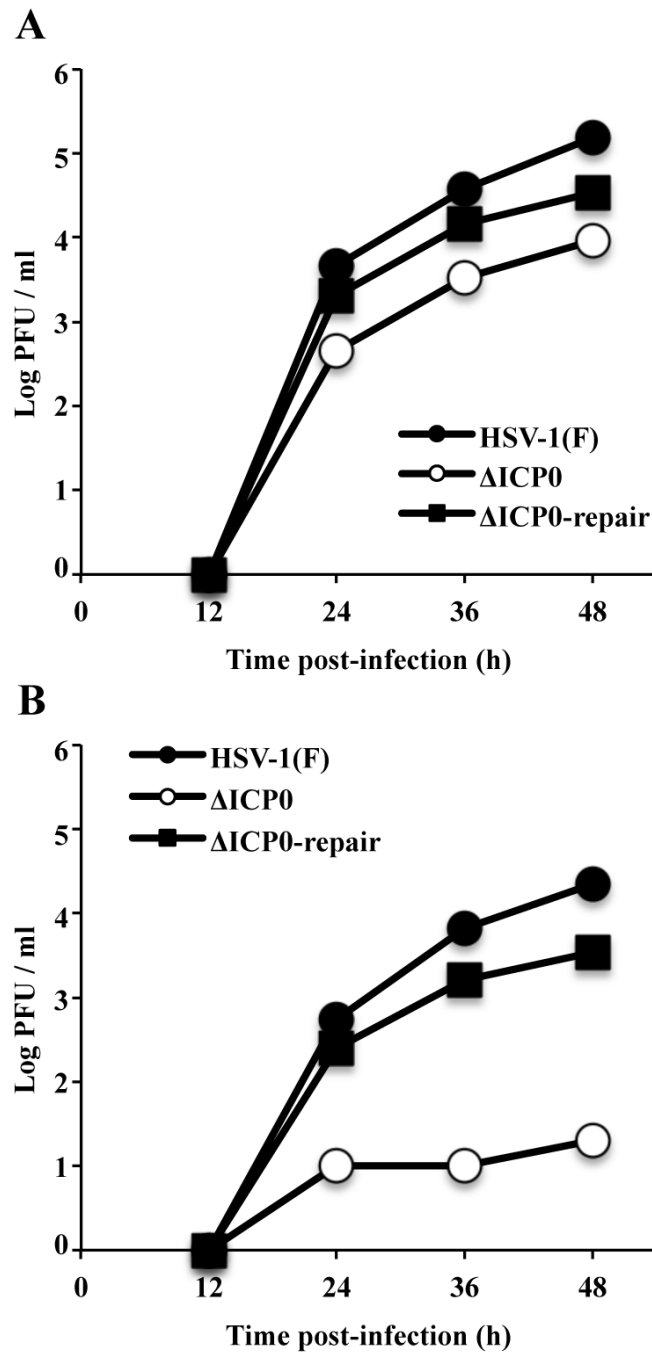 A
6
5
4
3
2
1
0
Log PFU / ml
HSV-1(F)
ΔICP0
ΔICP0-repair
0 12 24 36 48
Time post-infection (h)
B
6
5
4
3
2
1
0
Log PFU / ml
HSV-1(F)
ΔICP0
ΔICP0-repair
0 12 24 36 48
Time post-infection (h)